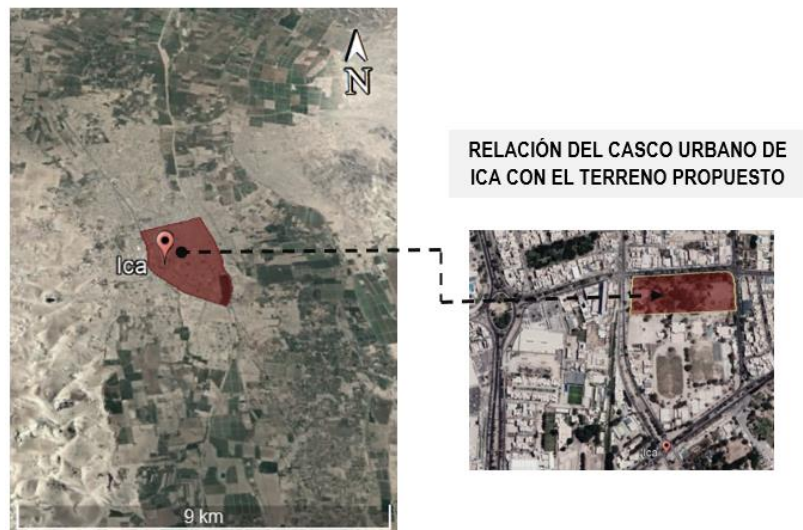 N
RELACIÓN DEL CASCO URBANO DE
ICA CON EL TERRENO PROPUESTO
Ica
Ica
9 km